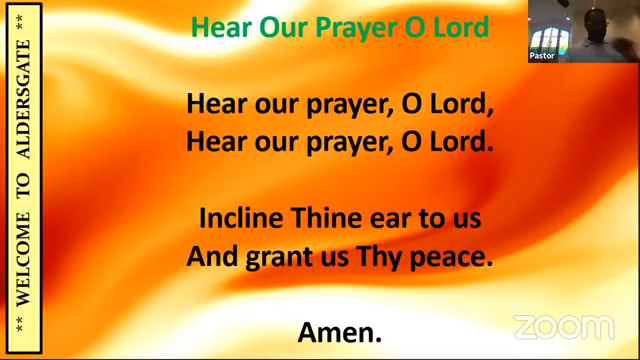 Hear Our Prayer O Lord
Pastor
Hear our prayer, O Lord,
Hear our prayer, O Lord.
Incline Thine ear to us
And grant us Thy peace.
Amen.
** WELCOME TO ALDERSGATE **
zoom